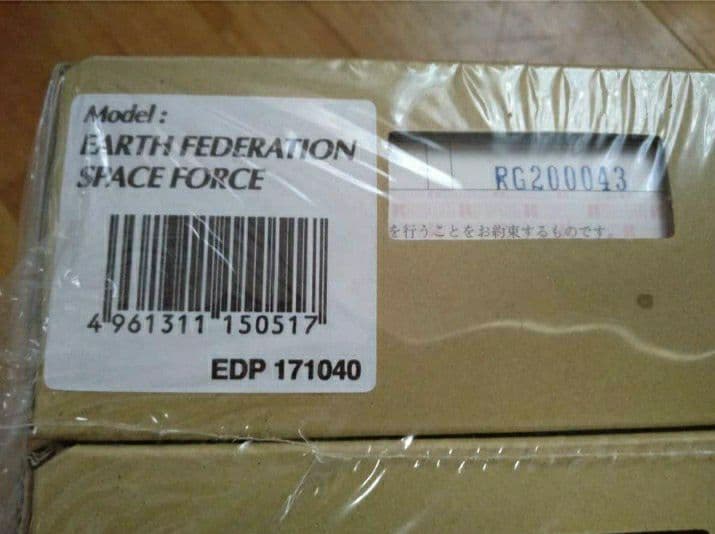 Model :
EARTH FEDERATION
SPACE FORCE
4 961311 150517
EDP 171040
RG200043
を行うことをお約束するものです。